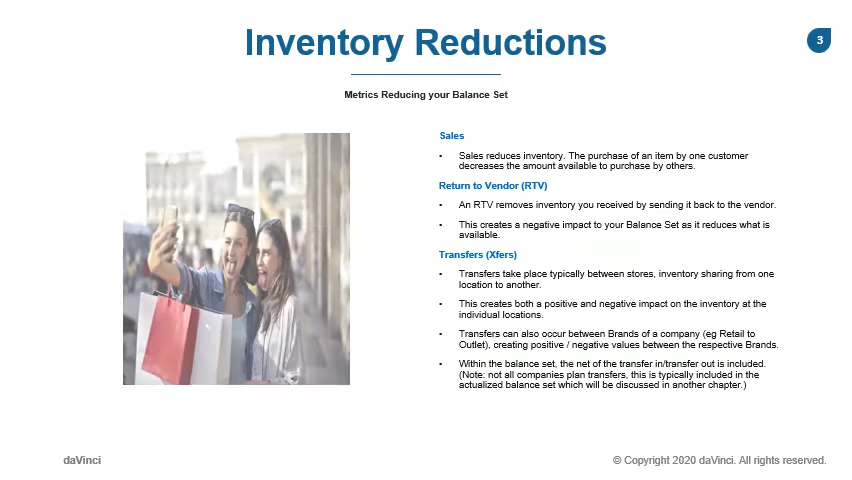 Inventory Reductions
3
Metrics Reducing your Balance Set
Sales
• Sales reduces inventory. The purchase of an item by one customer
decreases the amount available to purchase by others.
Return to Vendor (RTV)
• An RTV removes inventory you received by sending it back to the vendor.
• This creates a negative impact to your Balance Set as it reduces what is
available.
Transfers (Xfers)
• Transfers take place typically between stores, inventory sharing from one
location to another.
• This creates both a positive and negative impact on the inventory at the
individual locations.
• Transfers can also occur between Brands of a company (eg Retail to
Outlet), creating positive / negative values between the respective Brands.
• Within the balance set, the net of the transfer in/transfer out is included.
(Note: not all companies plan transfers, this is typically included in the
actualized balance set which will be discussed in another chapter.)
daVinci
© Copyright 2020 daVinci. All rights reserved.